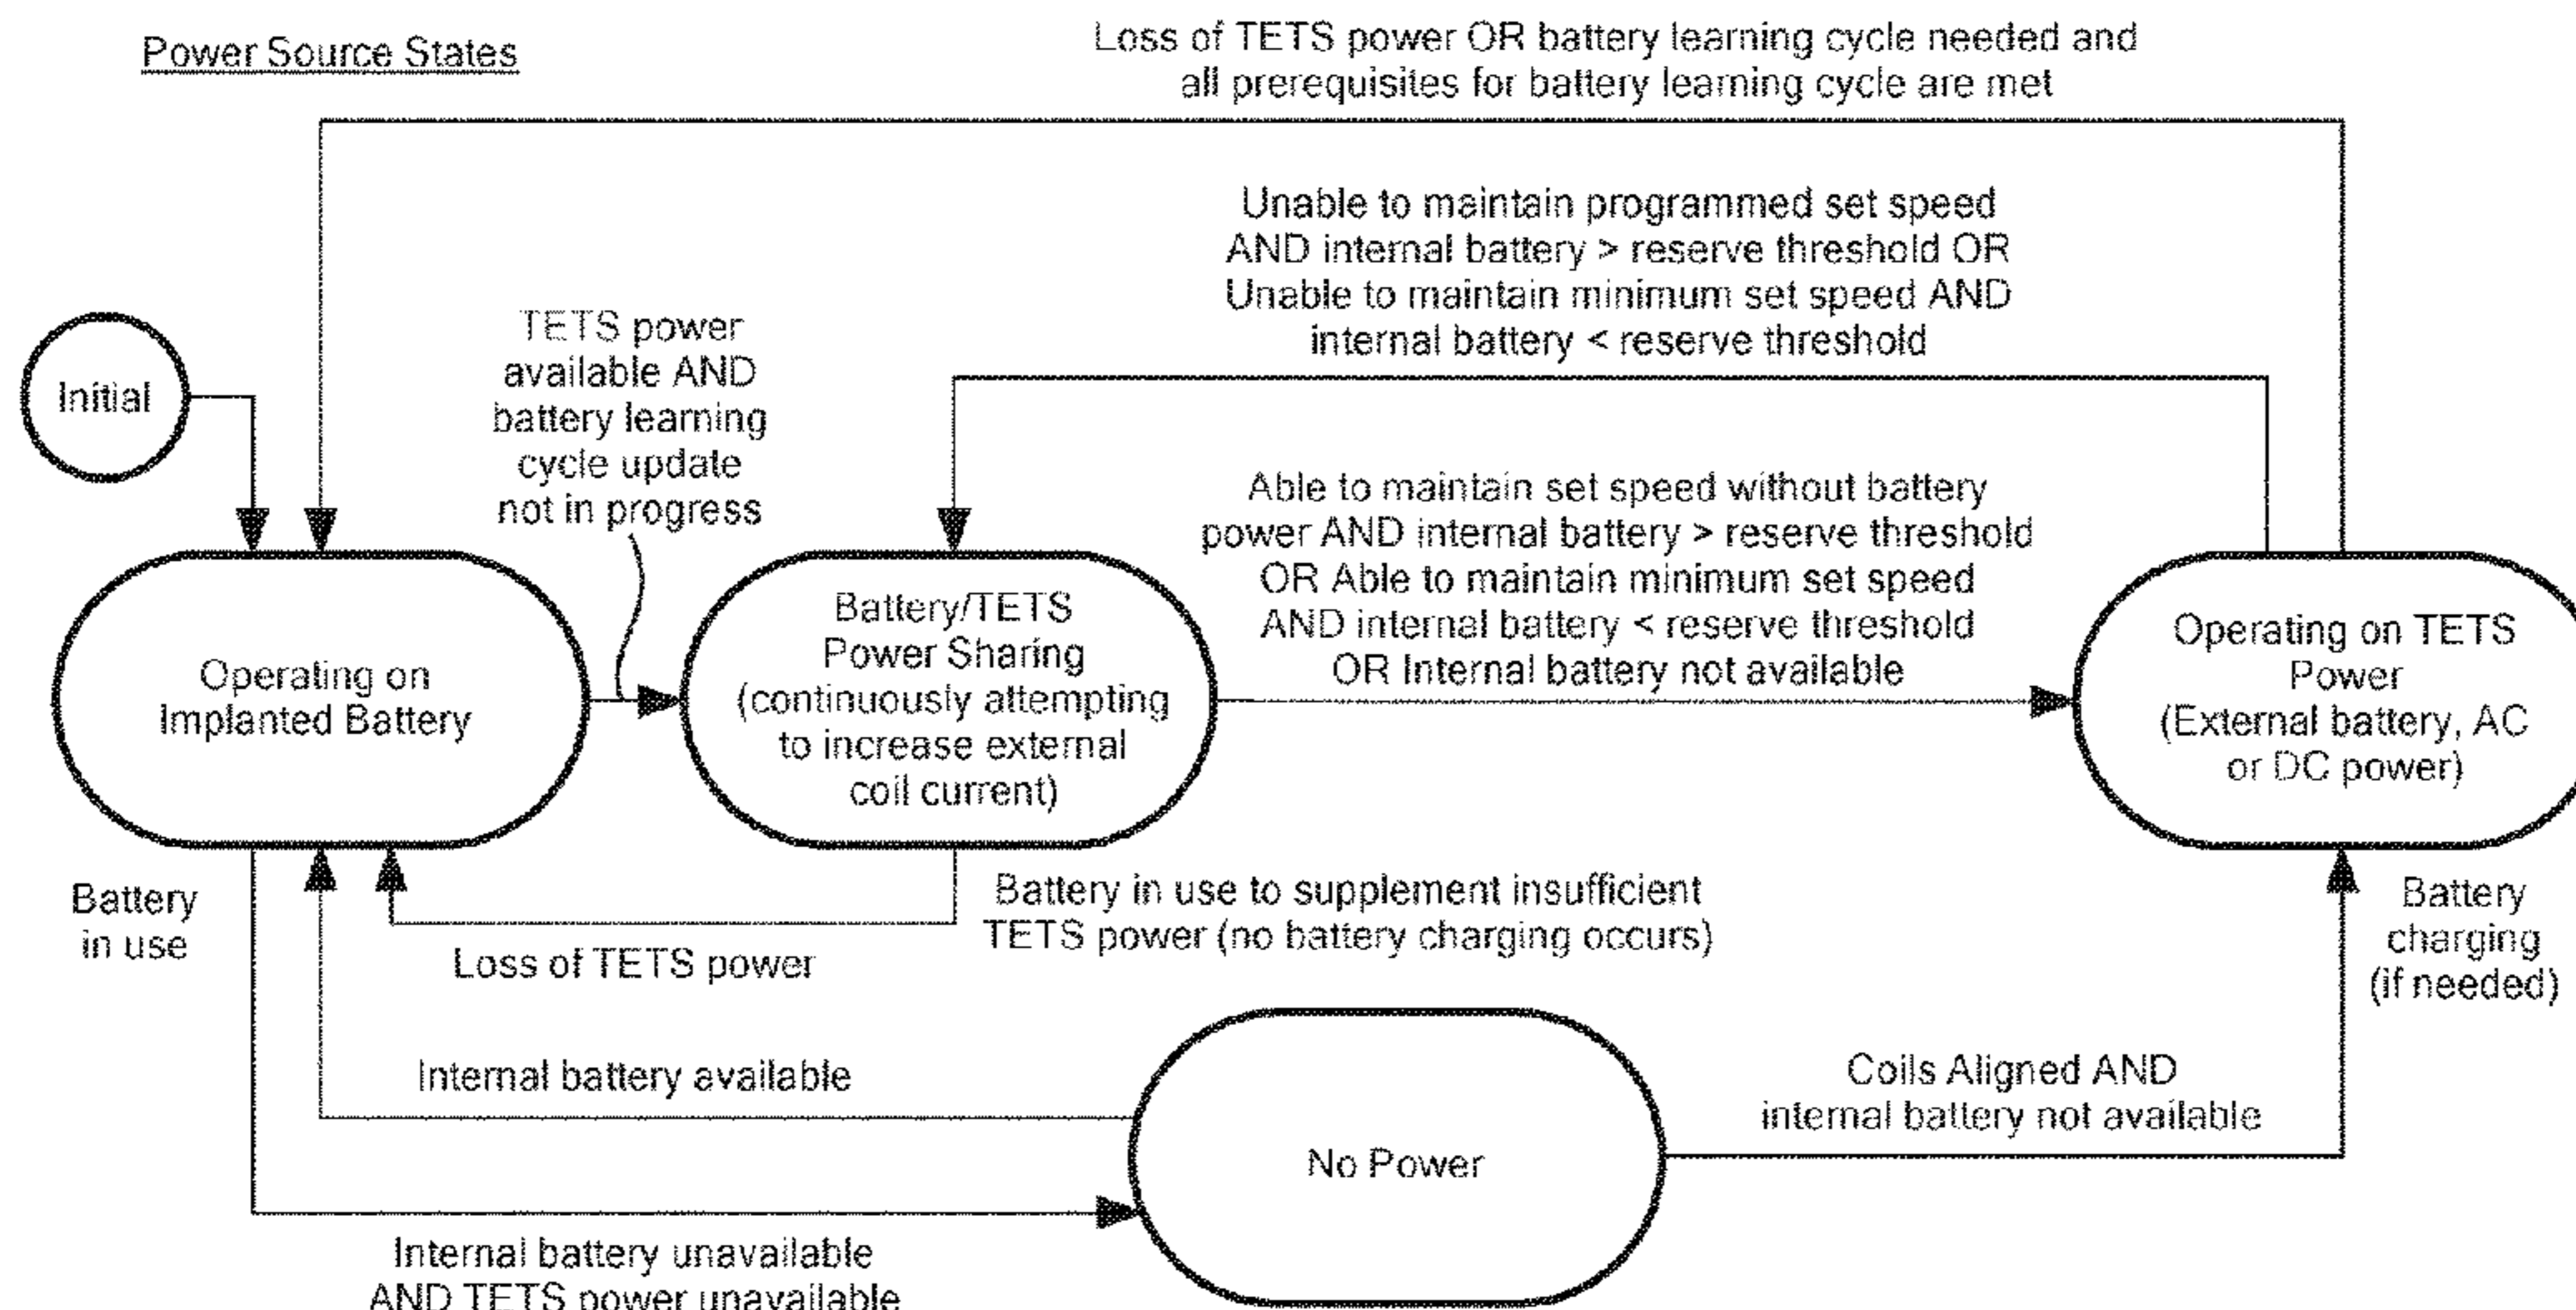 Power Source States
Loss of TETS power OR battery learning cycle needed and
all prerequisites for battery learning cycle are met
Unable to maintain programmed set speed
AND internal battery > reserve threshold OR
Unable to maintain minimum set speed AND
internal battery < reserve threshold
Initial
TETS power
available AND
battery learning
cycle update
not in progress
Able to maintain set speed without battery
power AND internal battery > reserve threshold
OR Able to maintain minimum set speed
AND internal battery < reserve threshold
OR Internal battery not available
Operating on
Implanted Battery
Battery/TETS
Power Sharing
(continuously attempting
to increase external
coil current)
Operating on TETS
Power
(External battery, AC
or DC power)
Battery
in use
Loss of TETS power
Battery in use to supplement insufficient
TETS power (no battery charging occurs)
Battery
charging
(if needed)
Internal battery available
No Power
Coils Aligned AND
internal battery not available
Internal battery unavailable
AND TETS power unavailable